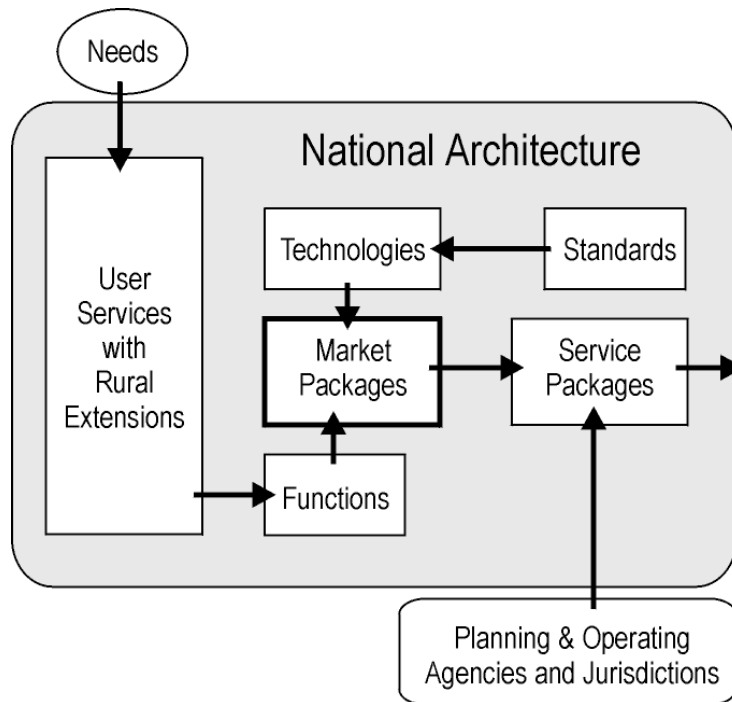 Needs
National Architecture
Technologies
Standards
User
Services
with
Rural
Extensions
Market
Packages
Service
Packages
Functions
Planning & Operating
Agencies and Jurisdictions